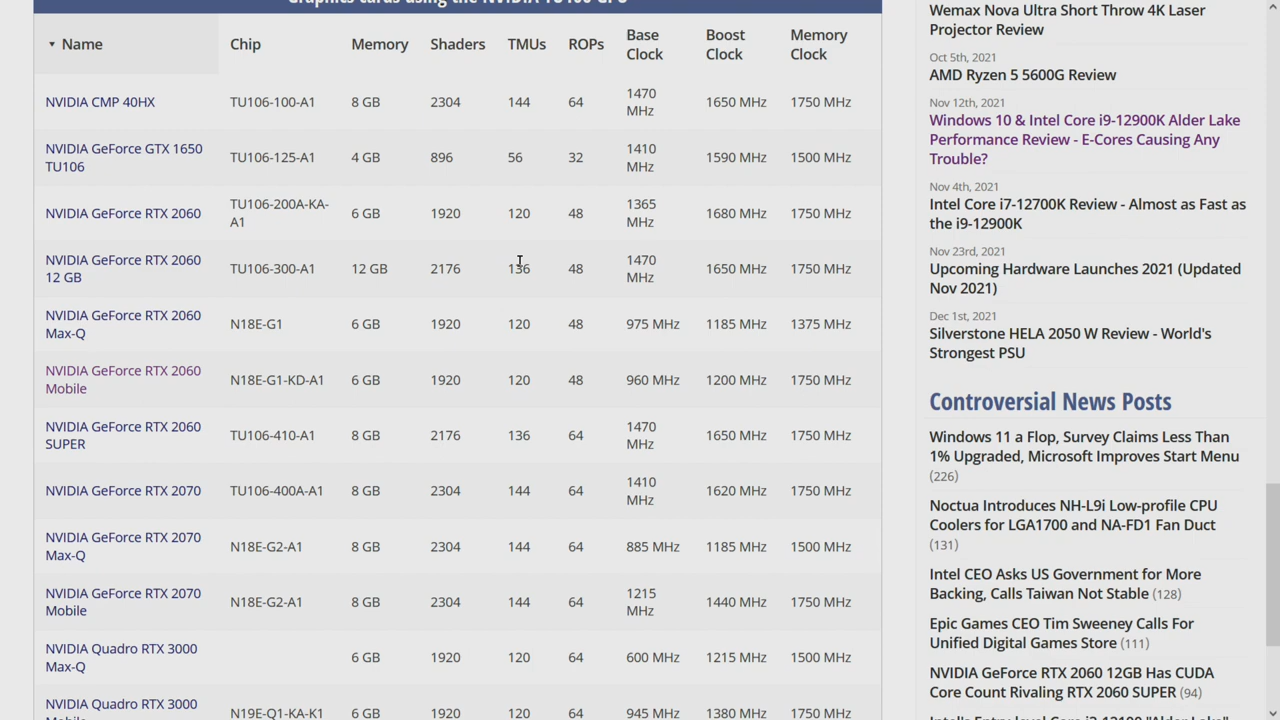 Graphics cards using the NVIDIA TU106 GPU
Name Chip Memory Shaders TMUs ROPs Base Clock Boost Clock Memory Clock
NVIDIA CMP 40HX TU106-100-A1 8 GB 2304 144 64 1470 MHz 1650 MHz 1750 MHz
NVIDIA GeForce GTX 1650 TU106 TU106-125-A1 4 GB 896 56 32 1410 MHz 1590 MHz 1500 MHz
NVIDIA GeForce RTX 2060 TU106-200A-KA-A1 6 GB 1920 120 48 1365 MHz 1680 MHz 1750 MHz
NVIDIA GeForce RTX 2060 12 GB TU106-300-A1 12 GB 2176 136 48 1470 MHz 1650 MHz 1750 MHz
NVIDIA GeForce RTX 2060 Max-Q N18E-G1 6 GB 1920 120 48 975 MHz 1185 MHz 1375 MHz
NVIDIA GeForce RTX 2060 Mobile N18E-G1-KD-A1 6 GB 1920 120 48 960 MHz 1200 MHz 1750 MHz
NVIDIA GeForce RTX 2060 SUPER TU106-410-A1 8 GB 2176 136 64 1470 MHz 1650 MHz 1750 MHz
NVIDIA GeForce RTX 2070 TU106-400A-A1 8 GB 2304 144 64 1410 MHz 1620 MHz 1750 MHz
NVIDIA GeForce RTX 2070 Max-Q N18E-G2-A1 8 GB 2304 144 64 885 MHz 1185 MHz 1500 MHz
NVIDIA GeForce RTX 2070 Mobile N18E-G2-A1 8 GB 2304 144 64 1215 MHz 1440 MHz 1750 MHz
NVIDIA Quadro RTX 3000 Max-Q 6 GB 1920 120 64 600 MHz 1215 MHz 1500 MHz
NVIDIA Quadro RTX 3000 Mobile N19E-Q1-KA-K1 6 GB 1920 120 64 945 MHz 1380 MHz 1750 MHz
Wemax Nova Ultra Short Throw 4K Laser
Projector Review
Oct 5th, 2021
AMD Ryzen 5 5600G Review
Nov 12th, 2021
Windows 10 & Intel Core i9-12900K Alder Lake
Performance Review - E-Cores Causing Any
Trouble?
Nov 4th, 2021
Intel Core i7-12700K Review - Almost as Fast as
the i9-12900K
Nov 23rd, 2021
Upcoming Hardware Launches 2021 (Updated
Nov 2021)
Dec 1st, 2021
Silverstone HELA 2050 W Review - World's
Strongest PSU
Controversial News Posts
Windows 11 a Flop, Survey Claims Less Than
1% Upgraded, Microsoft Improves Start Menu
(226)
Noctua Introduces NH-L9i Low-profile CPU
Coolers for LGA1700 and NA-FD1 Fan Duct
(131)
Intel CEO Asks US Government for More
Backing, Calls Taiwan Not Stable (128)
Epic Games CEO Tim Sweeney Calls For
Unified Digital Games Store (111)
NVIDIA GeForce RTX 2060 12GB Has CUDA
Core Count Rivaling RTX 2060 SUPER (94)
Intel's Entry-level Core i3-12100 "Alder Lake"